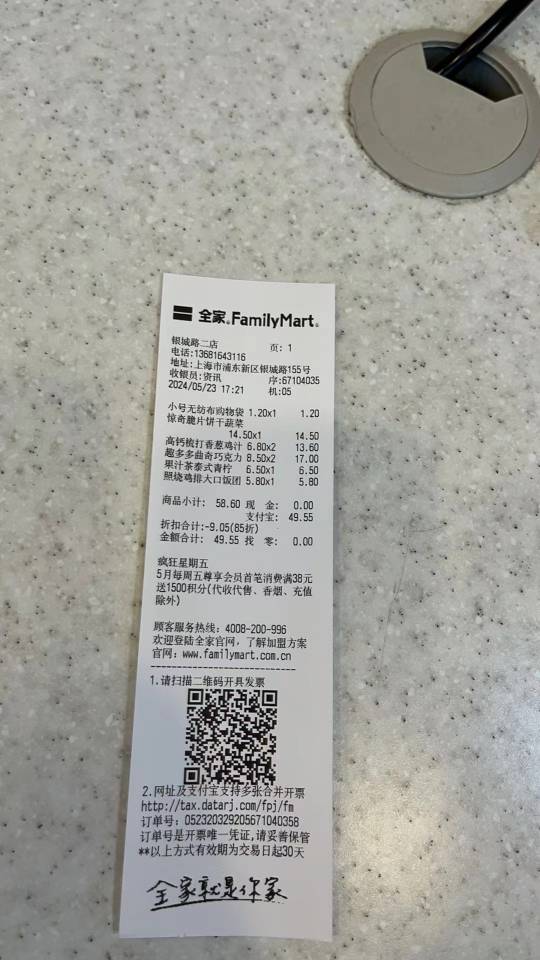 全家®FamilyMart®
银城路二店 页: 1
电话:13681643116
地址:上海市浦东新区银城路155号
收银员:资讯 序:67104035
2024/05/23 17:21 机:05
小号无纺布购物袋 1.20x1 1.20
惊奇脆片饼干蔬菜
14.50x1 14.50
高钙梳打香葱鸡汁 6.80x2 13.60
趣多多曲奇巧克力 8.50x2 17.00
果汁茶泰式青柠 6.50x1 6.50
照烧鸡排大口饭团 5.80x1 5.80
商品小计: 58.60 现 金: 0.00
支付宝: 49.55
折扣合计:-9.05(85折)
金额合计: 49.55 找 零: 0.00
疯狂星期五
5月每周五尊享会员首笔消费满38元
送1500积分(代收代售、香烟、充值
除外)
顾客服务热线: 4008-200-996
欢迎登陆全家官网，了解加盟方案
官网: www.familymart.com.cn
----------------------------
1.请扫描二维码开具发票
2.网址及支付宝支持多张合并开票
http://tax.datarj.com/fpj/fm
订单号: 052320329205671040358
订单号是开票唯一凭证,请妥善保管
**以上方式有效期为交易日起30天
全家就是你家